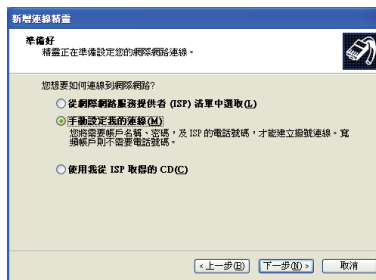 新增連線精靈
準備好
精靈正在準備設定您的網際網路連線。
您想要如何連線到網際網路?
從網際網路服務提供者 (ISP) 清單中選取(L)
手動設定我的連線(M)
您將需要帳戶名稱、密碼，及 ISP 的電話號碼，才能建立撥號連線。寬
頻帳戶則不需要電話號碼。
使用我從 ISP 取得的 CD(C)
<上一步(B) 下一步(N)> 取消